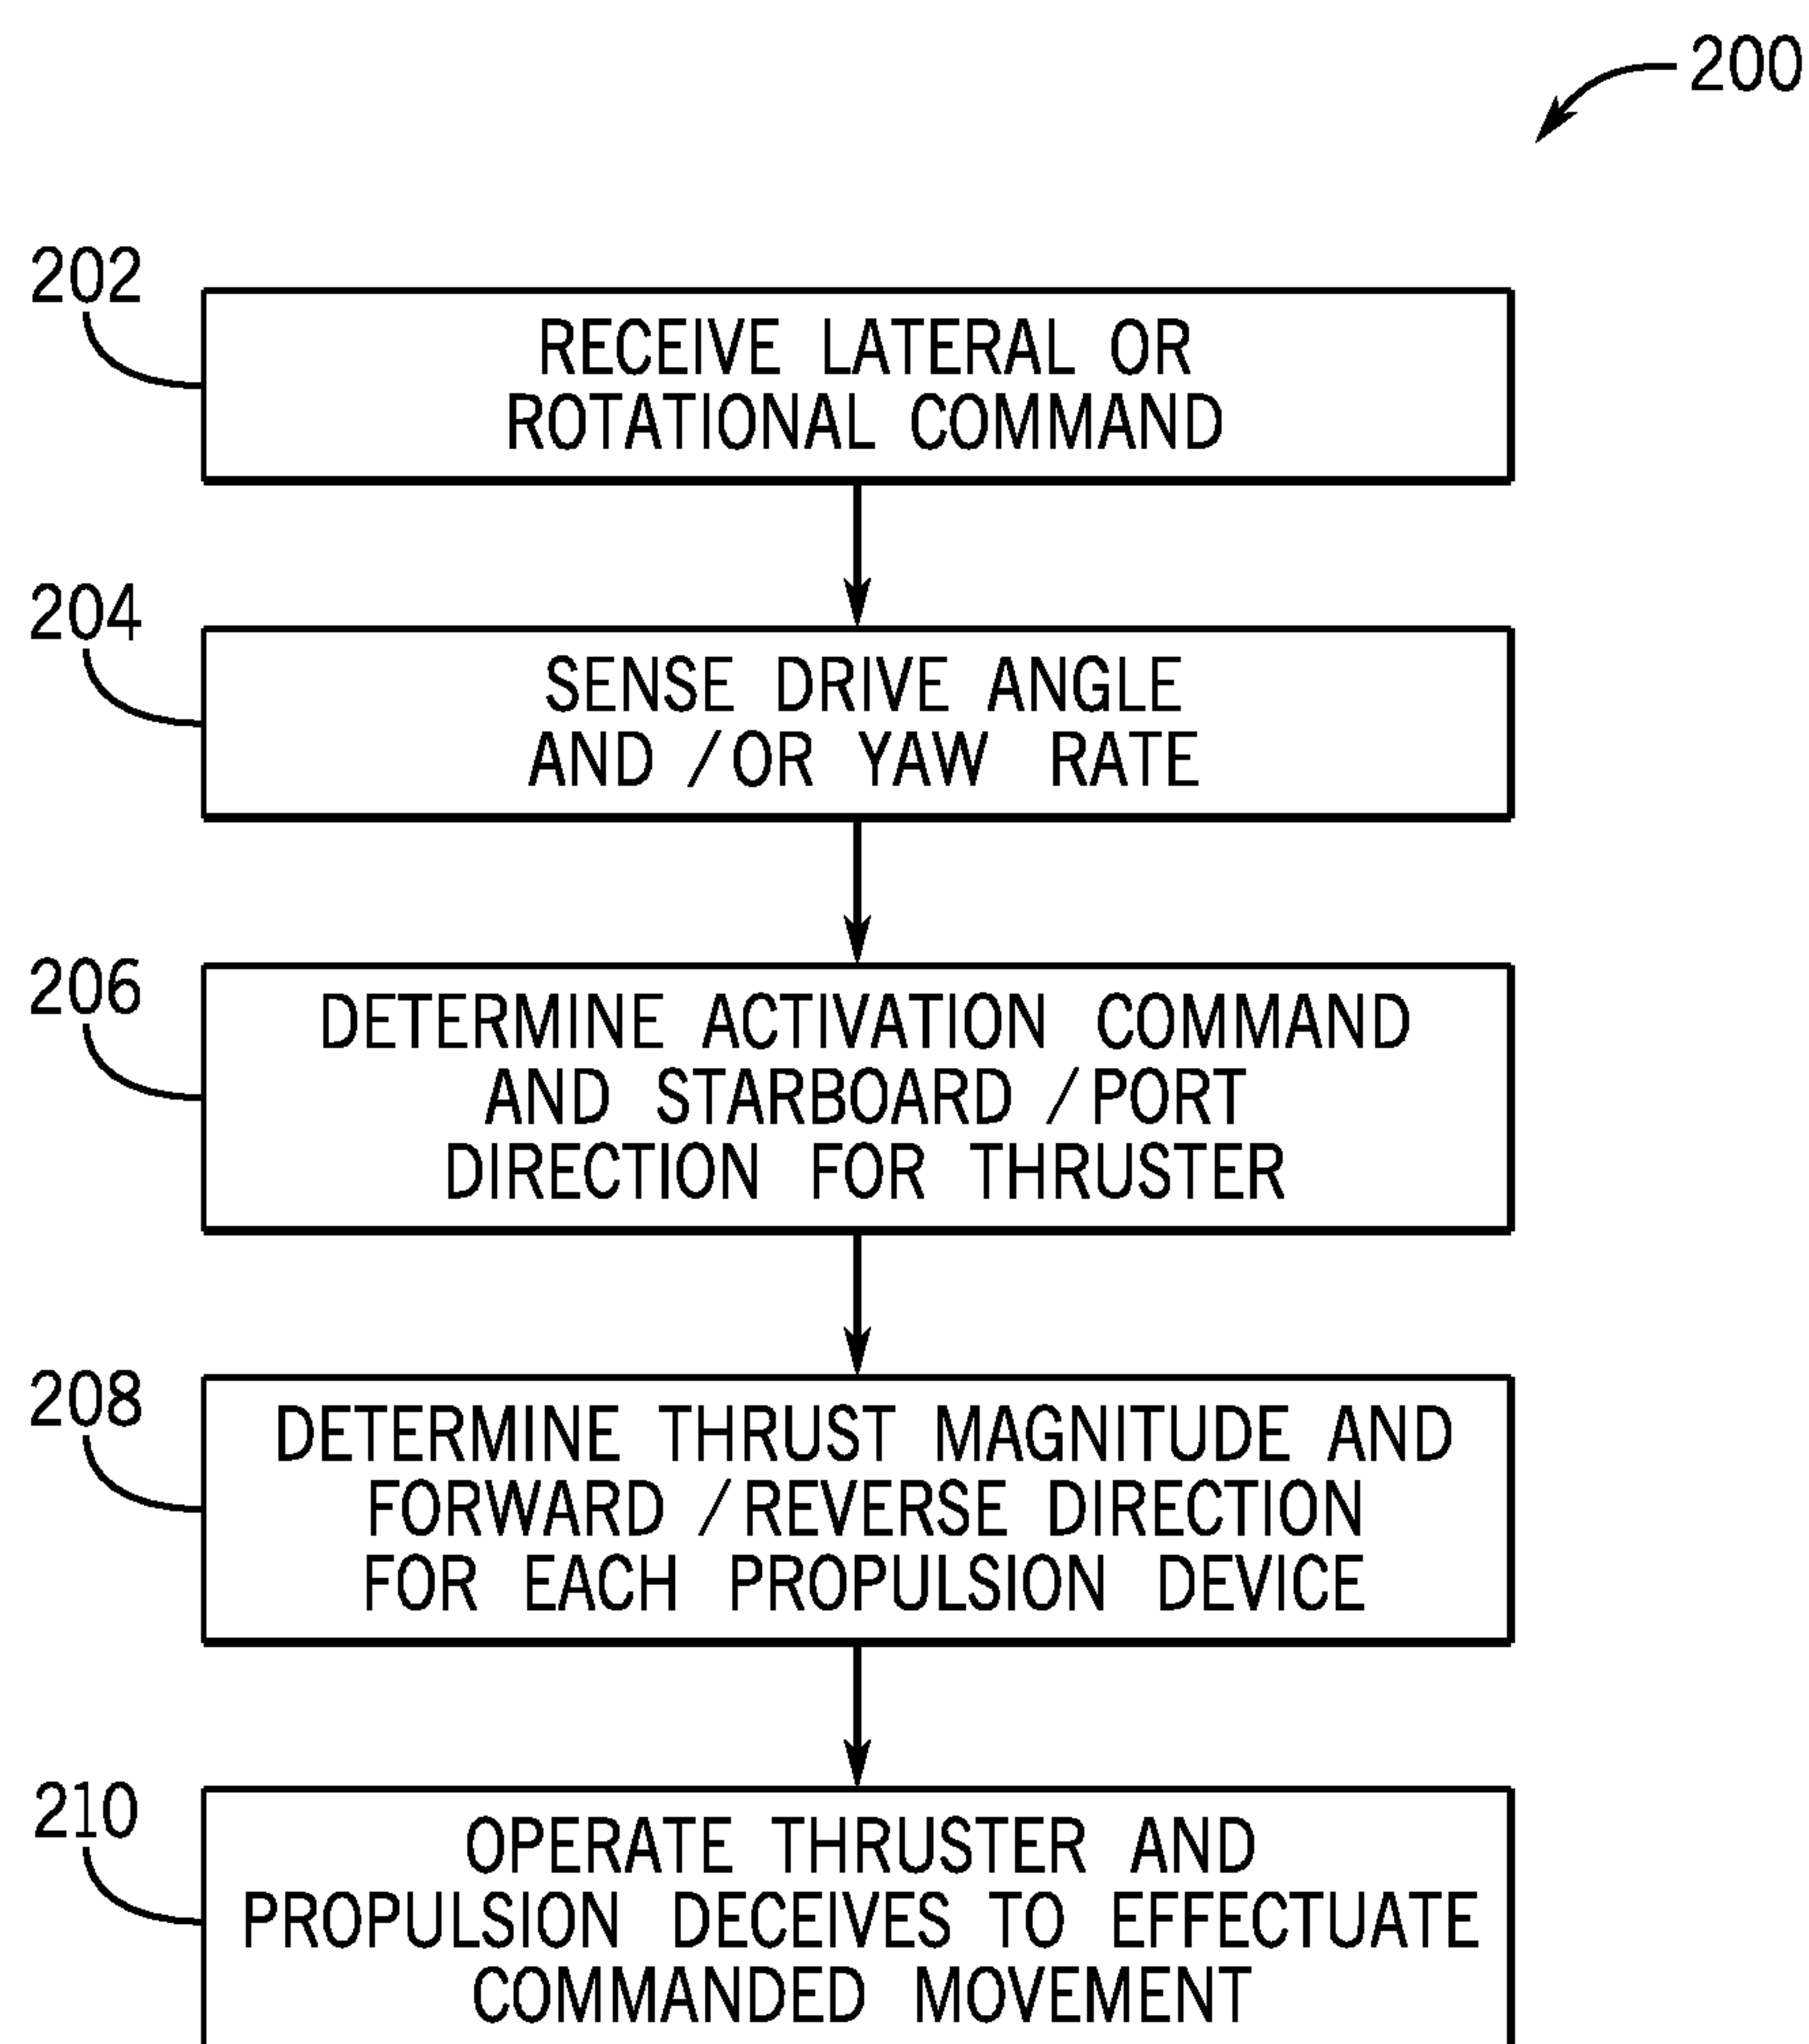 200
202
RECEIVE LATERAL OR
ROTATIONAL COMMAND
204
SENSE DRIVE ANGLE
AND /OR YAW RATE
206
DETERMINE ACTIVATION COMMAND
AND STARBOARD /PORT
DIRECTION FOR THRUSTER
208
DETERMINE THRUST MAGNITUDE AND
FORWARD /REVERSE DIRECTION
FOR EACH PROPULSION DEVICE
210
OPERATE THRUSTER AND
PROPULSION DECEIVES TO EFFECTUATE
COMMANDED MOVEMENT